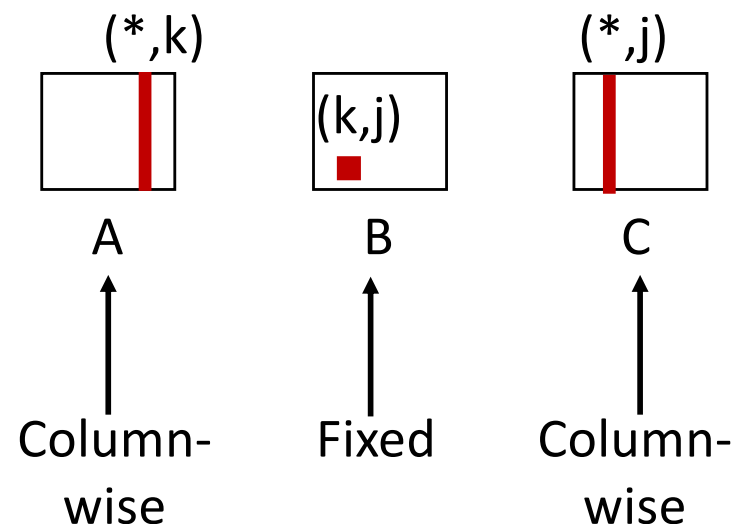 (*,k)
(k,j)
(*,j)
A
B
C
Column-
wise
Fixed
Column-
wise